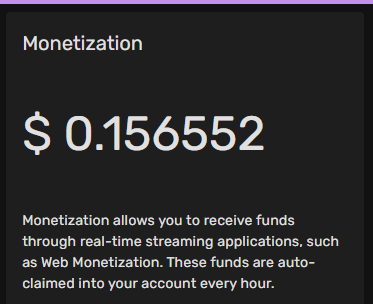 Monetization
$ 0.156552
Monetization allows you to receive funds
through real-time streaming applications, such
as Web Monetization. These funds are auto-
claimed into your account every hour.